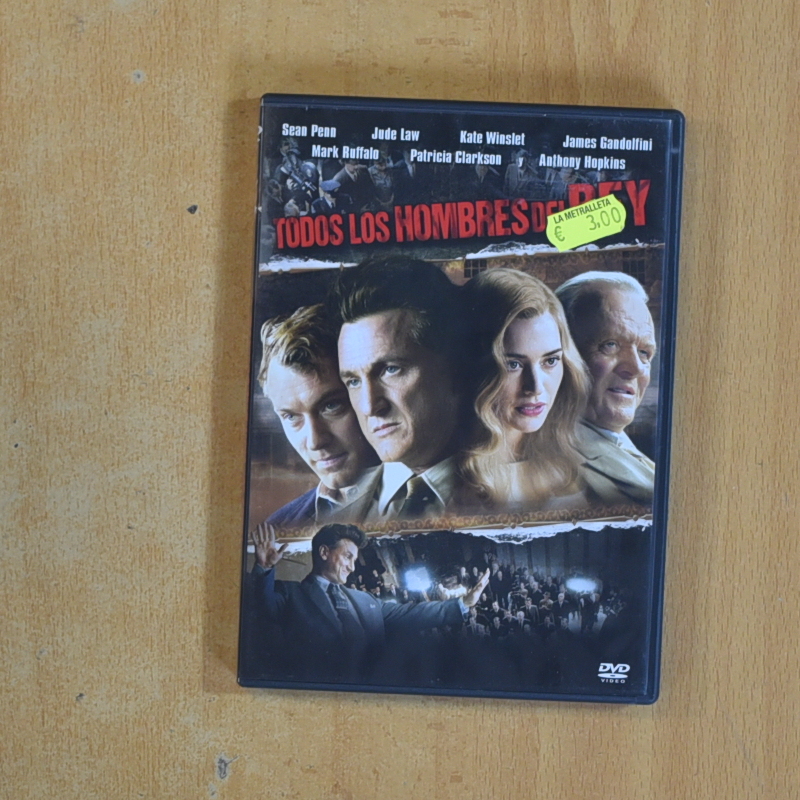 Sean Penn Jude Law Kate Winslet James Gandolfini
Mark Ruffalo Patricia Clarkson y Anthony Hopkins
TODOS LOS HOMBRES DEL REY
LA METRALLETA
€ 3.00
DVD
VIDEO